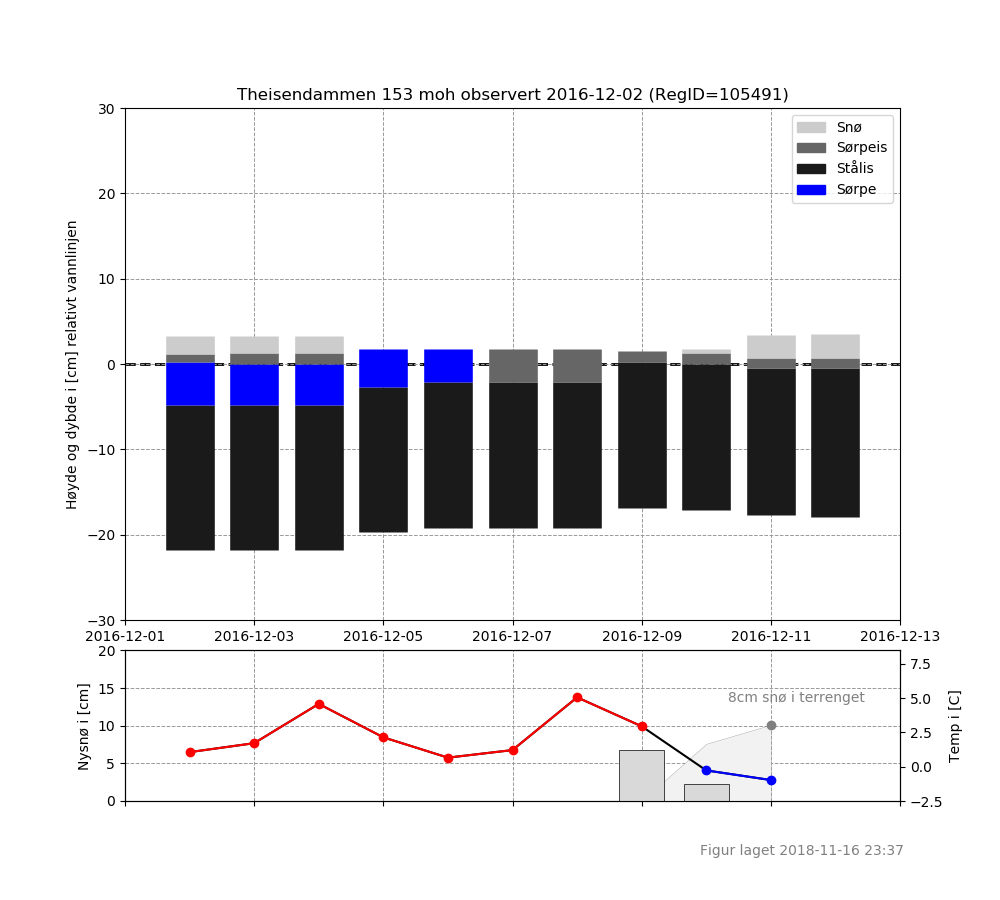 Theisendammen 153 moh observert 2016-12-02 (RegID=105491)
Høyde og dybde i [cm] relativt vannlinjen
30
20
10
0
−10
−20
−30
Snø
Sørpeis
Stålis
Sørpe
2016-12-01
2016-12-03
2016-12-05
2016-12-07
2016-12-09
2016-12-11
2016-12-13
Nysnø i [cm]
20
15
10
5
0
8cm snø i terrenget
7.5
5.0
2.5
0.0
−2.5
Temp i [C]
Figur laget 2018-11-16 23:37